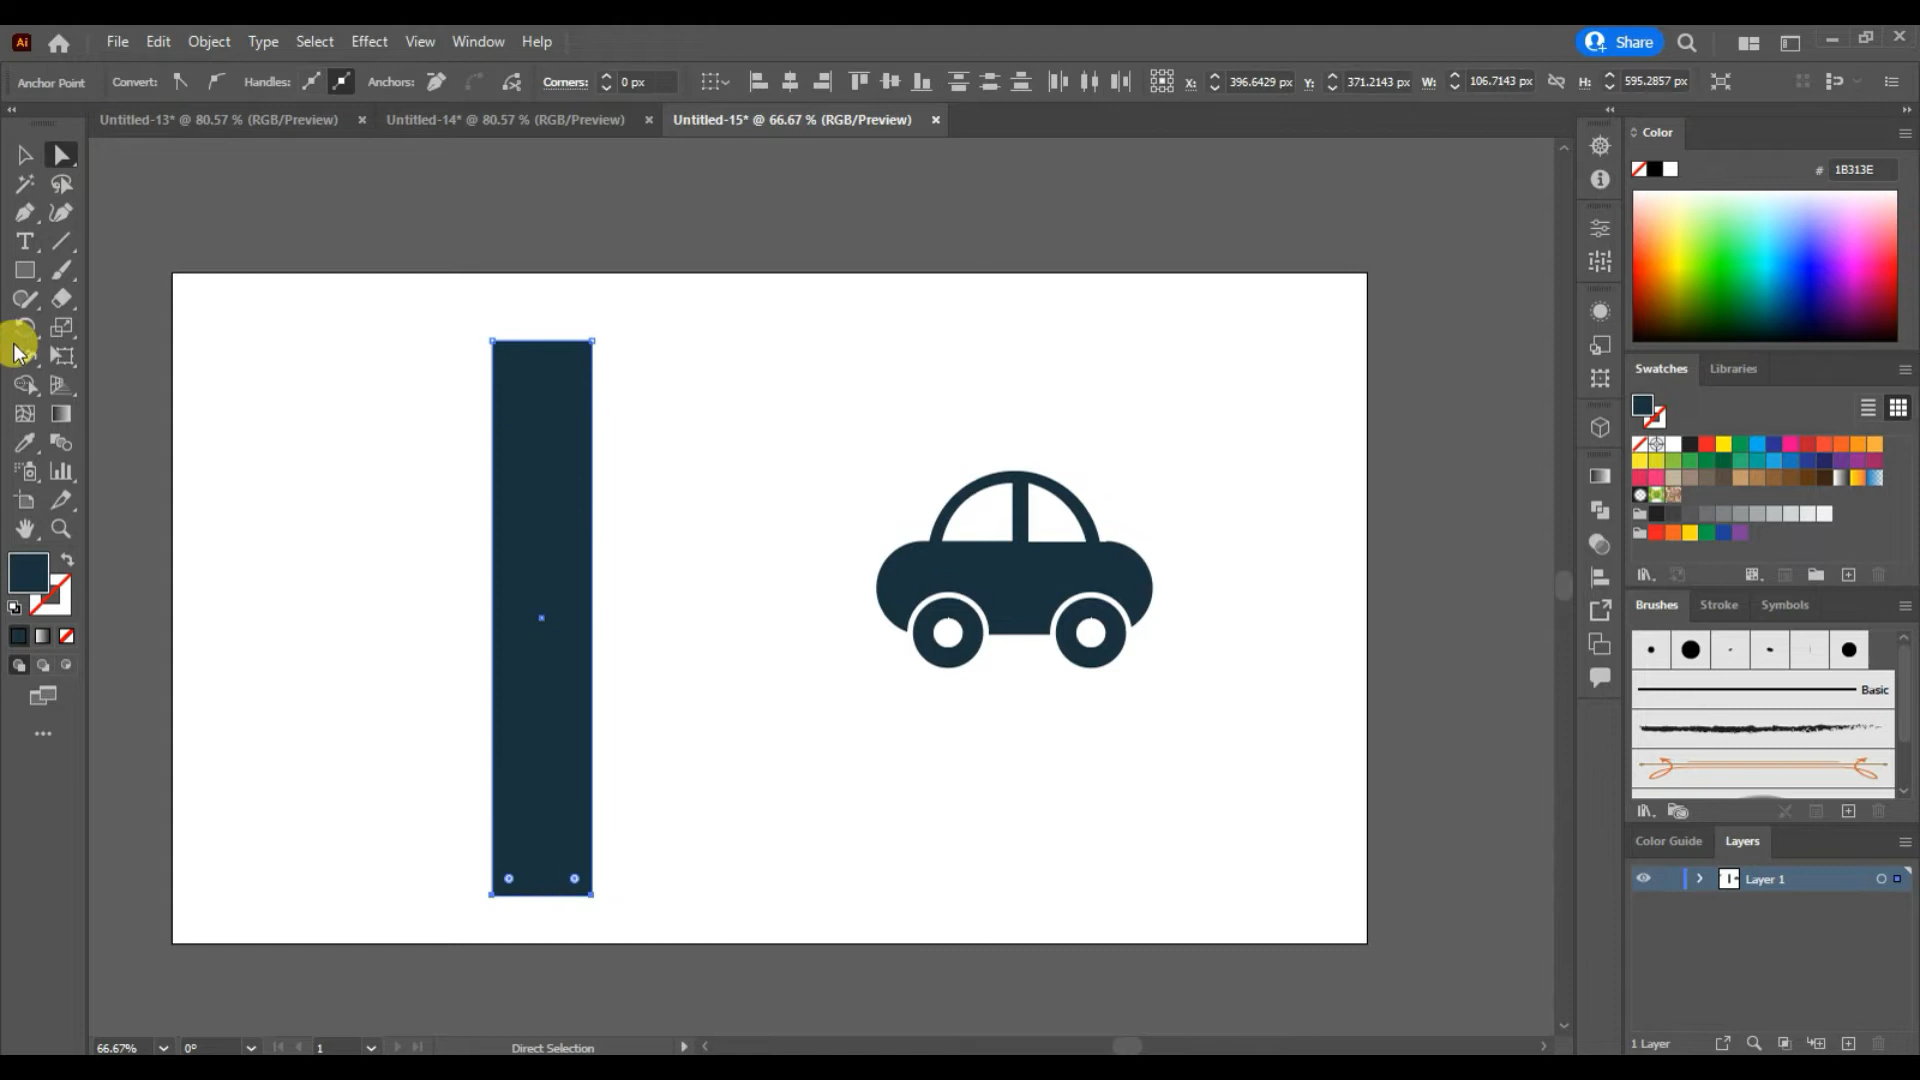 Ai File Edit Object Type Select Effect View Window Help Share
Anchor Point Convert: Handles: Anchors: Corners: 0 px X: 396.6429 px Y: 371.2143 px W: 106.7143 px H: 595.2857 px
Untitled-13* @ 80.57 % (RGB/Preview) Untitled-14* @ 80.57 % (RGB/Preview) Untitled-15* @ 66.67 % (RGB/Preview)
Color
# 1B313E
Swatches Libraries
Brushes Stroke Symbols
Basic
Color Guide Layers
Layer 1
66.67% 0° 1 Direct Selection
1 Layer